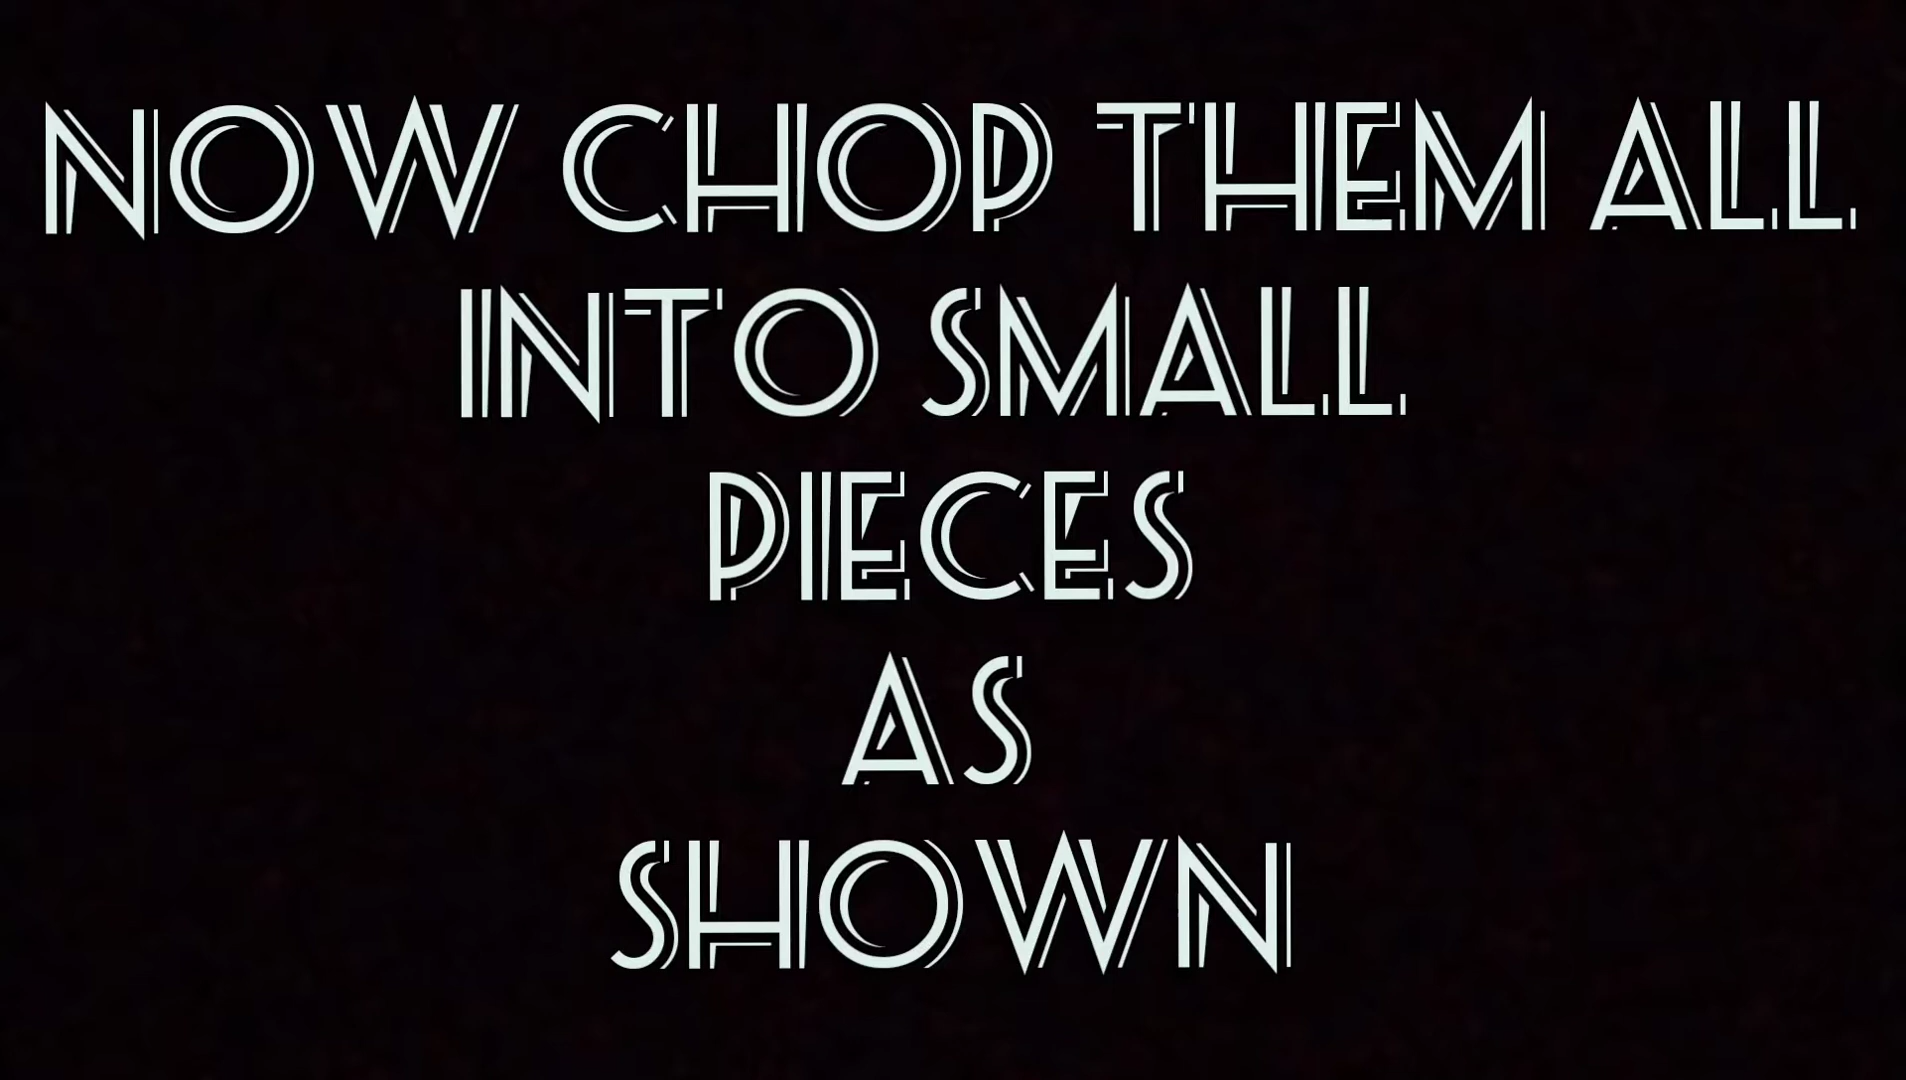 NOW CHOP THEM ALL
INTO SMALL
PIECES
AS
SHOWN